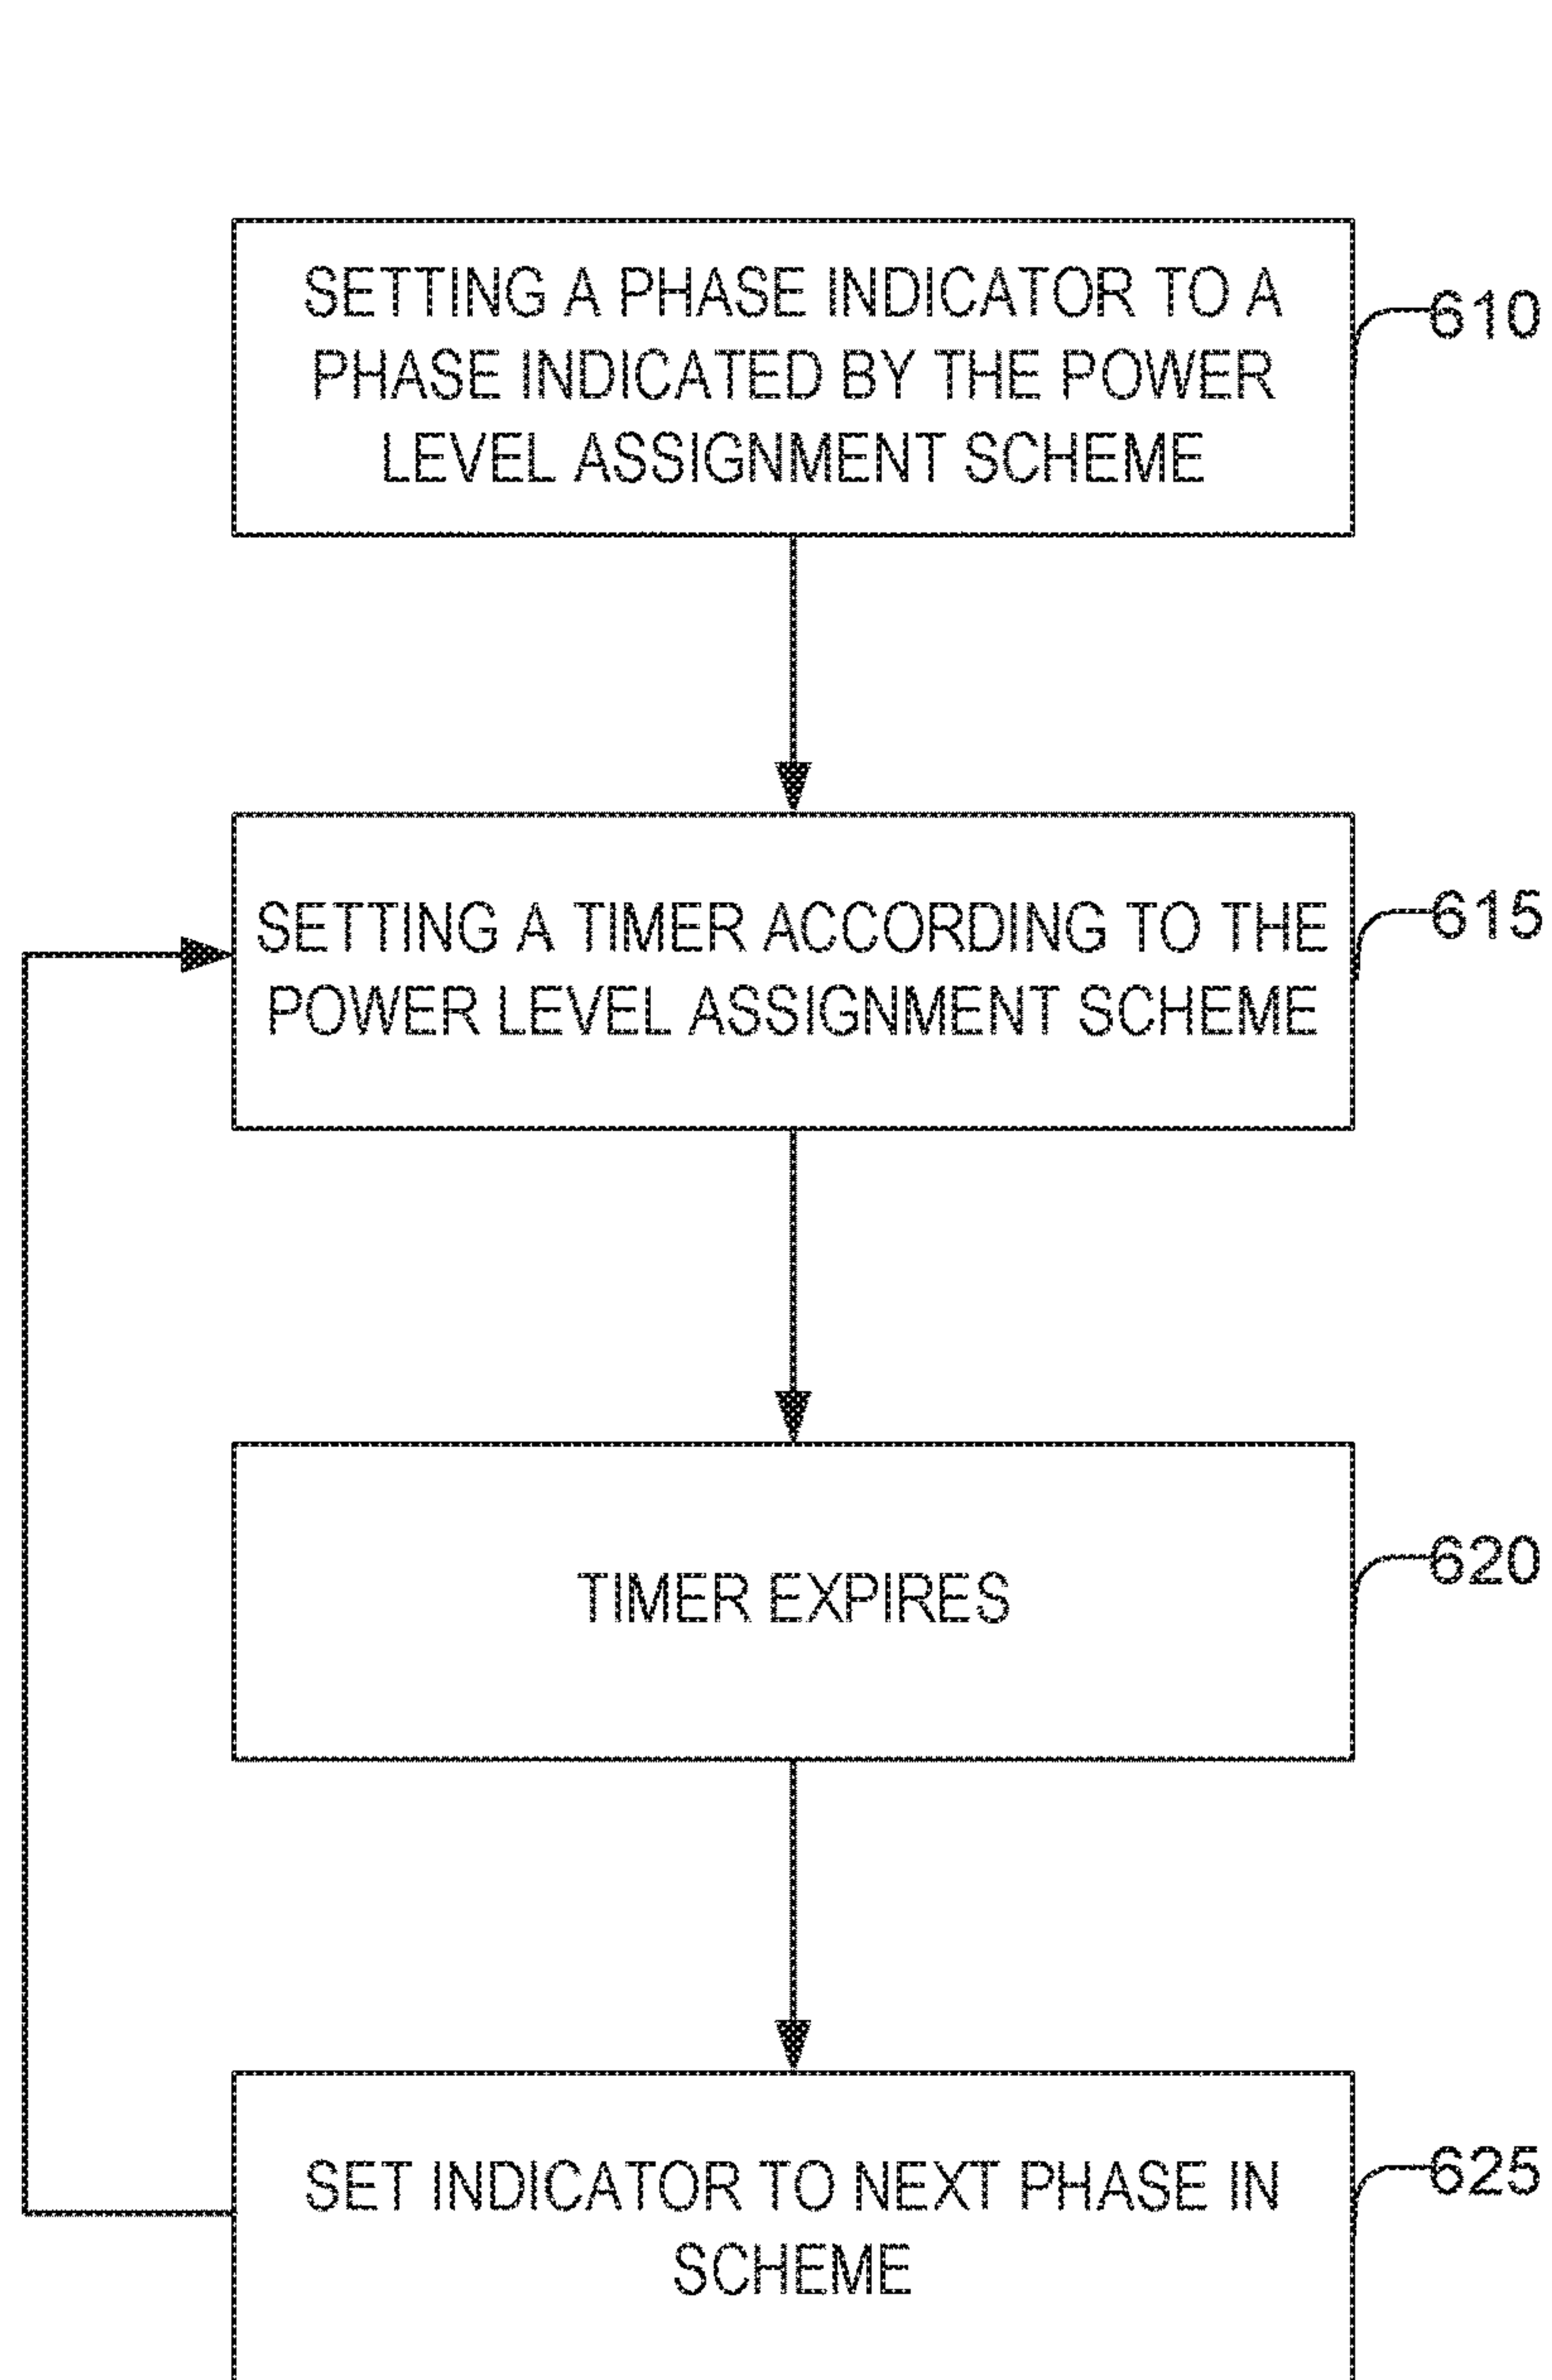 SETTING A PHASE INDICATOR TO A
PHASE INDICATED BY THE POWER
LEVEL ASSIGNMENT SCHEME
610
SETTING A TIMER ACCORDING TO THE
POWER LEVEL ASSIGNMENT SCHEME
615
TIMER EXPIRES
620
SET INDICATOR TO NEXT PHASE IN
SCHEME
625